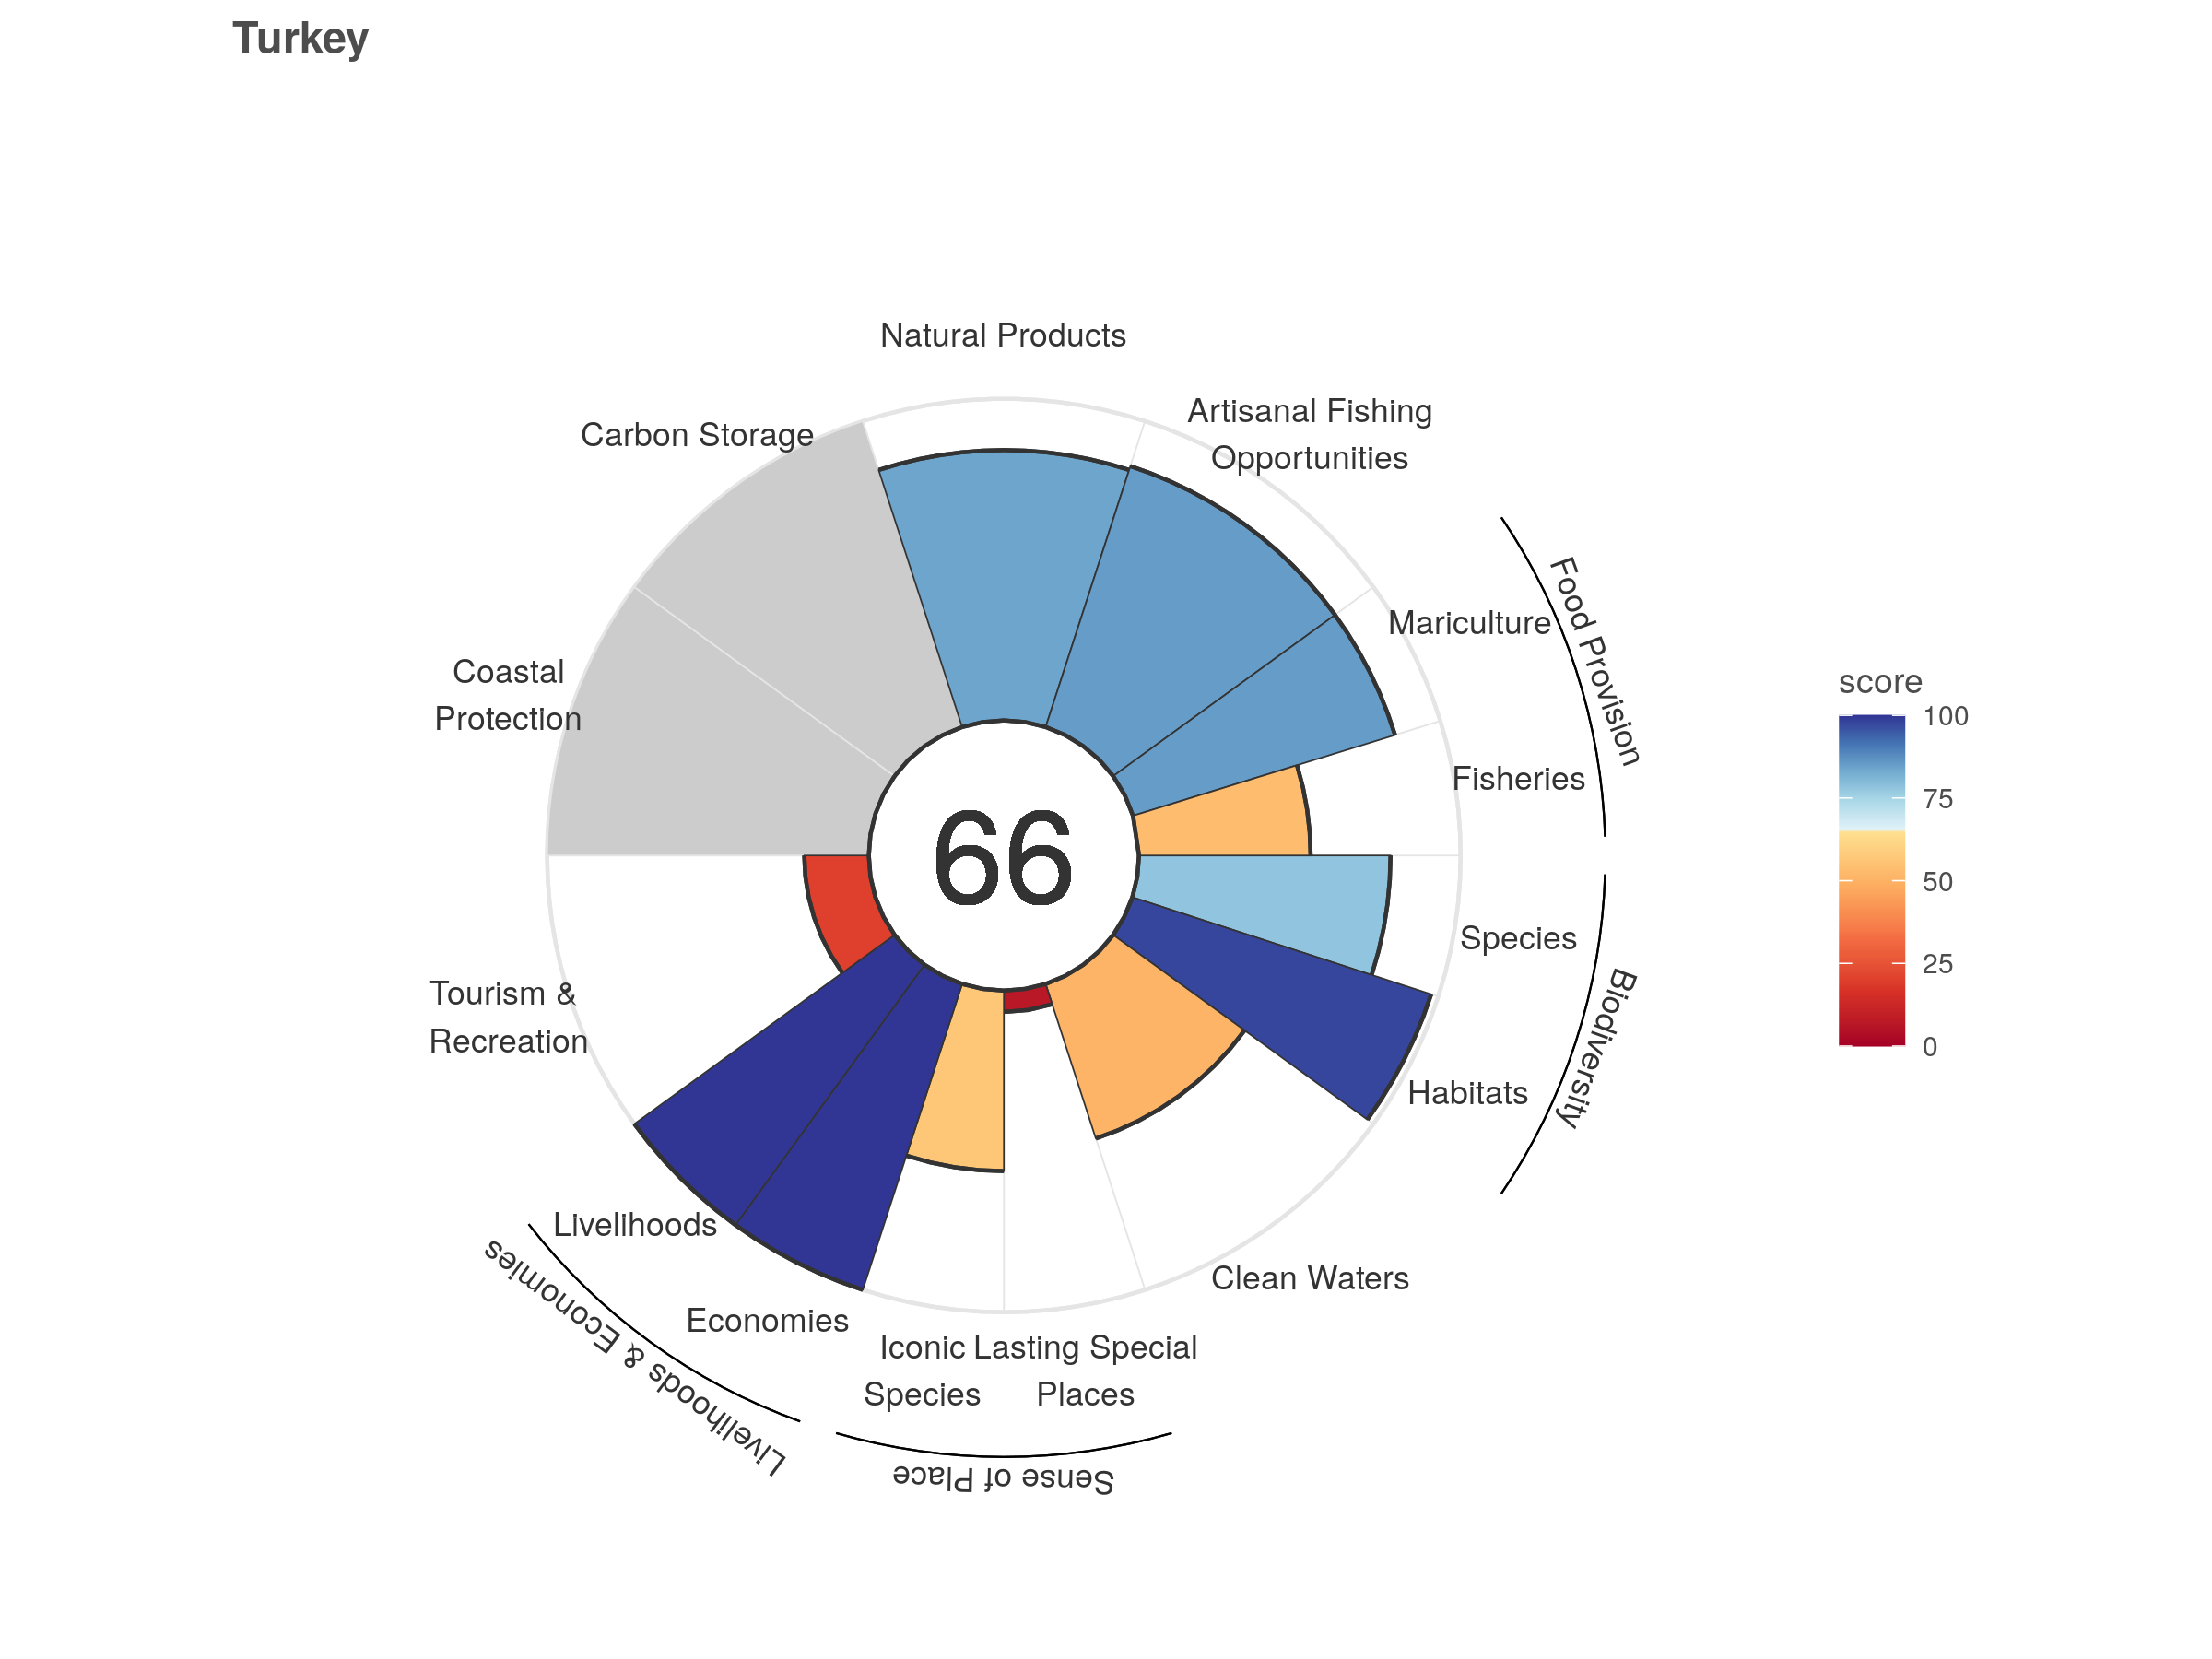 Turkey
Natural Products
Artisanal Fishing
Opportunities
Carbon Storage
Mariculture
Food Provision
Coastal
Protection
Fisheries
66
Species
Biodiversity
Habitats
Tourism &
Recreation
Clean Waters
Livelihoods
Economies
Livelihoods & Economies
Iconic
Species
Lasting Special
Places
Sense of Place
score
100
75
50
25
0